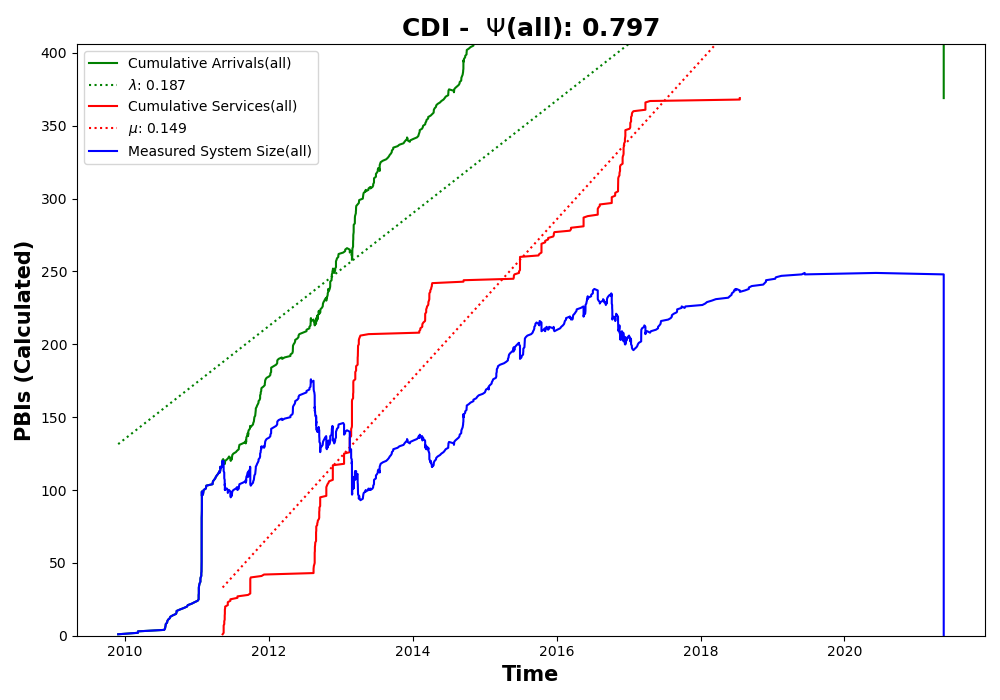 CDI -  Ψ(all): 0.797
Cumulative Arrivals(all)
λ: 0.187
Cumulative Services(all)
μ: 0.149
Measured System Size(all)
PBIs (Calculated)
400
350
300
250
200
150
100
50
0
2010 2012 2014 2016 2018 2020
Time